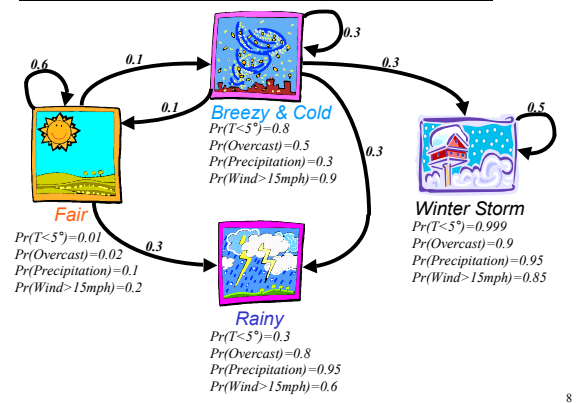 0.3
0.6
0.1
0.3
0.1
0.5
Breezy & Cold
Pr(T<5°)=0.8
Pr(Overcast)=0.5
Pr(Precipitation)=0.3
Pr(Wind>15mph)=0.9
0.3
Fair
Pr(T<5°)=0.01
Pr(Overcast)=0.02
Pr(Precipitation)=0.1
Pr(Wind>15mph)=0.2
0.3
Winter Storm
Pr(T<5°)=0.999
Pr(Overcast)=0.9
Pr(Precipitation)=0.95
Pr(Wind>15mph)=0.85
Rainy
Pr(T<5°)=0.3
Pr(Overcast)=0.8
Pr(Precipitation)=0.95
Pr(Wind>15mph)=0.6
8